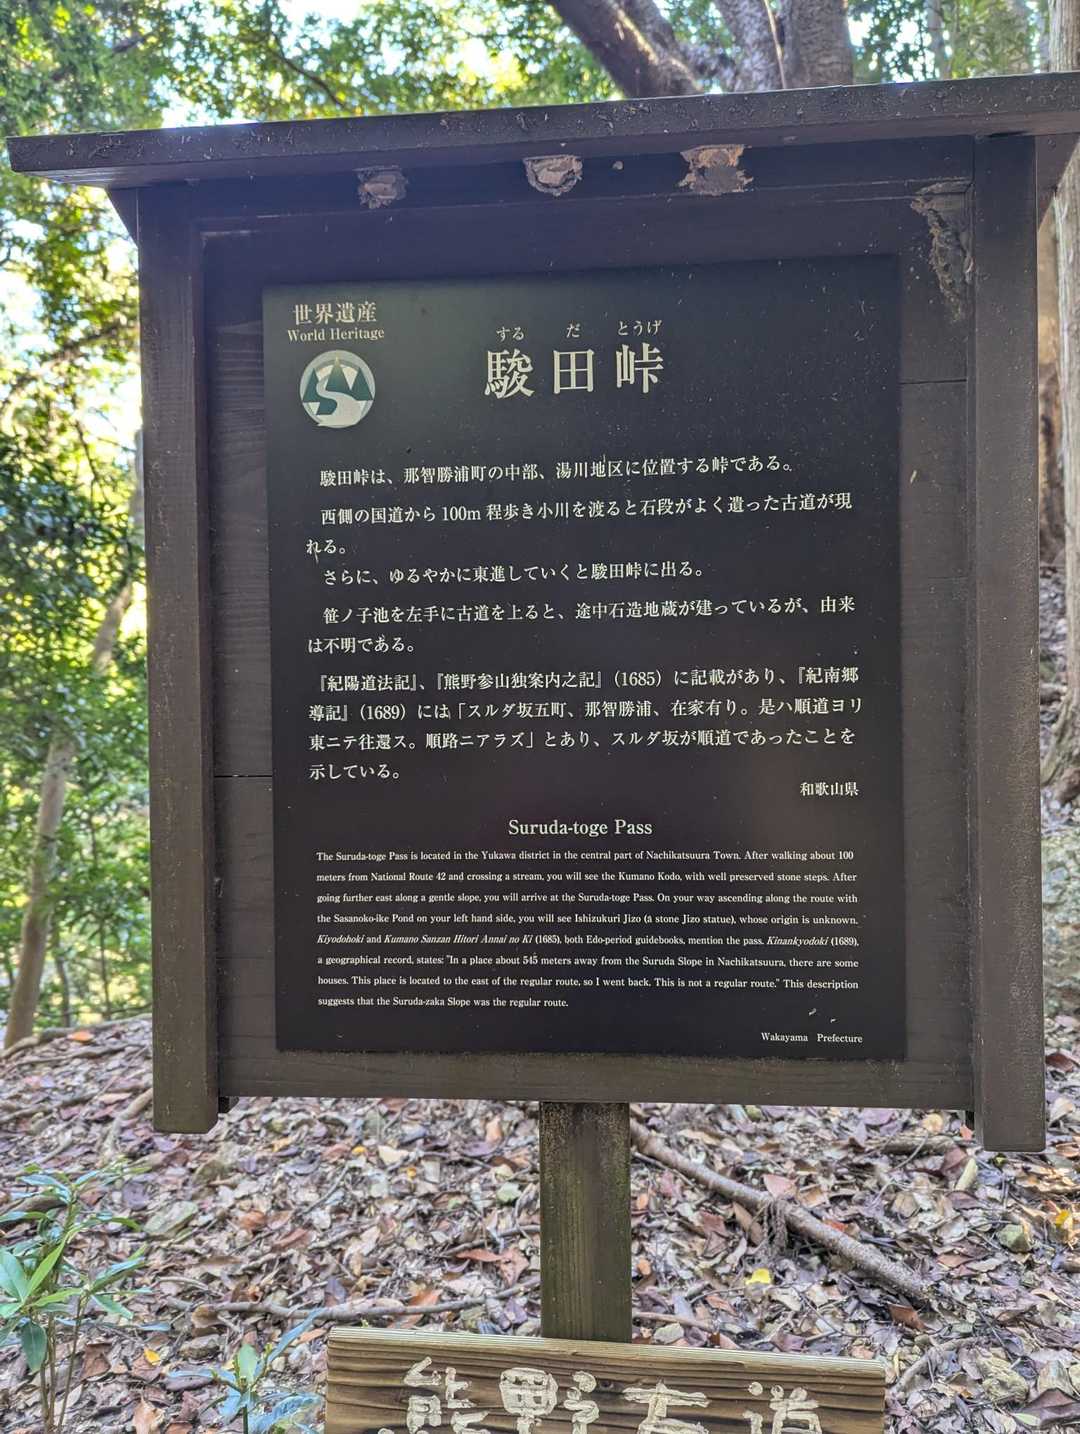 世界遺産
World Heritage
する だ とうげ
駿田峠
駿田峠は、那智勝浦町の中部、湯川地区に位置する峠である。
西側の国道から100m程歩き小川を渡ると石段がよく遺った古道が現
れる。
さらに、ゆるやかに東進していくと駿田峠に出る。
笹ノ子池を左手に古道を上ると、途中石造地蔵が建っているが、由来
は不明である。
『紀陽道法記』、『熊野参山独案内之記』（1685）に記載があり、『紀南郷
導記』（1689）には「スルダ坂五町、那智勝浦、在家有り。是ハ順道ヨリ
東ニテ往還ス。順路ニアラズ」とあり、スルダ坂が順道であったことを
示している。
和歌山県
Suruda-toge Pass
The Suruda-toge Pass is located in the Yukawa district in the central part of Nachikatsuura Town. After walking about 100
meters from National Route 42 and crossing a stream, you will see the Kumano Kodo, with well preserved stone steps. After
going further east along a gentle slope, you will arrive at the Suruda-toge Pass. On your way ascending along the route with
the Sasanoko-ike Pond on your left hand side, you will see Ishizukuri Jizo (a stone Jizo statue), whose origin is unknown.
Kiyodohoki and Kumano Sanzan Hitori Annai no Ki (1685), both Edo-period guidebooks, mention the pass. Kinankyodoki (1689),
a geographical record, states: "In a place about 545 meters away from the Suruda Slope in Nachikatsuura, there are some
houses. This place is located to the east of the regular route, so I went back. This is not a regular route." This description
suggests that the Suruda-zaka Slope was the regular route.
Wakayama Prefecture
熊野古道